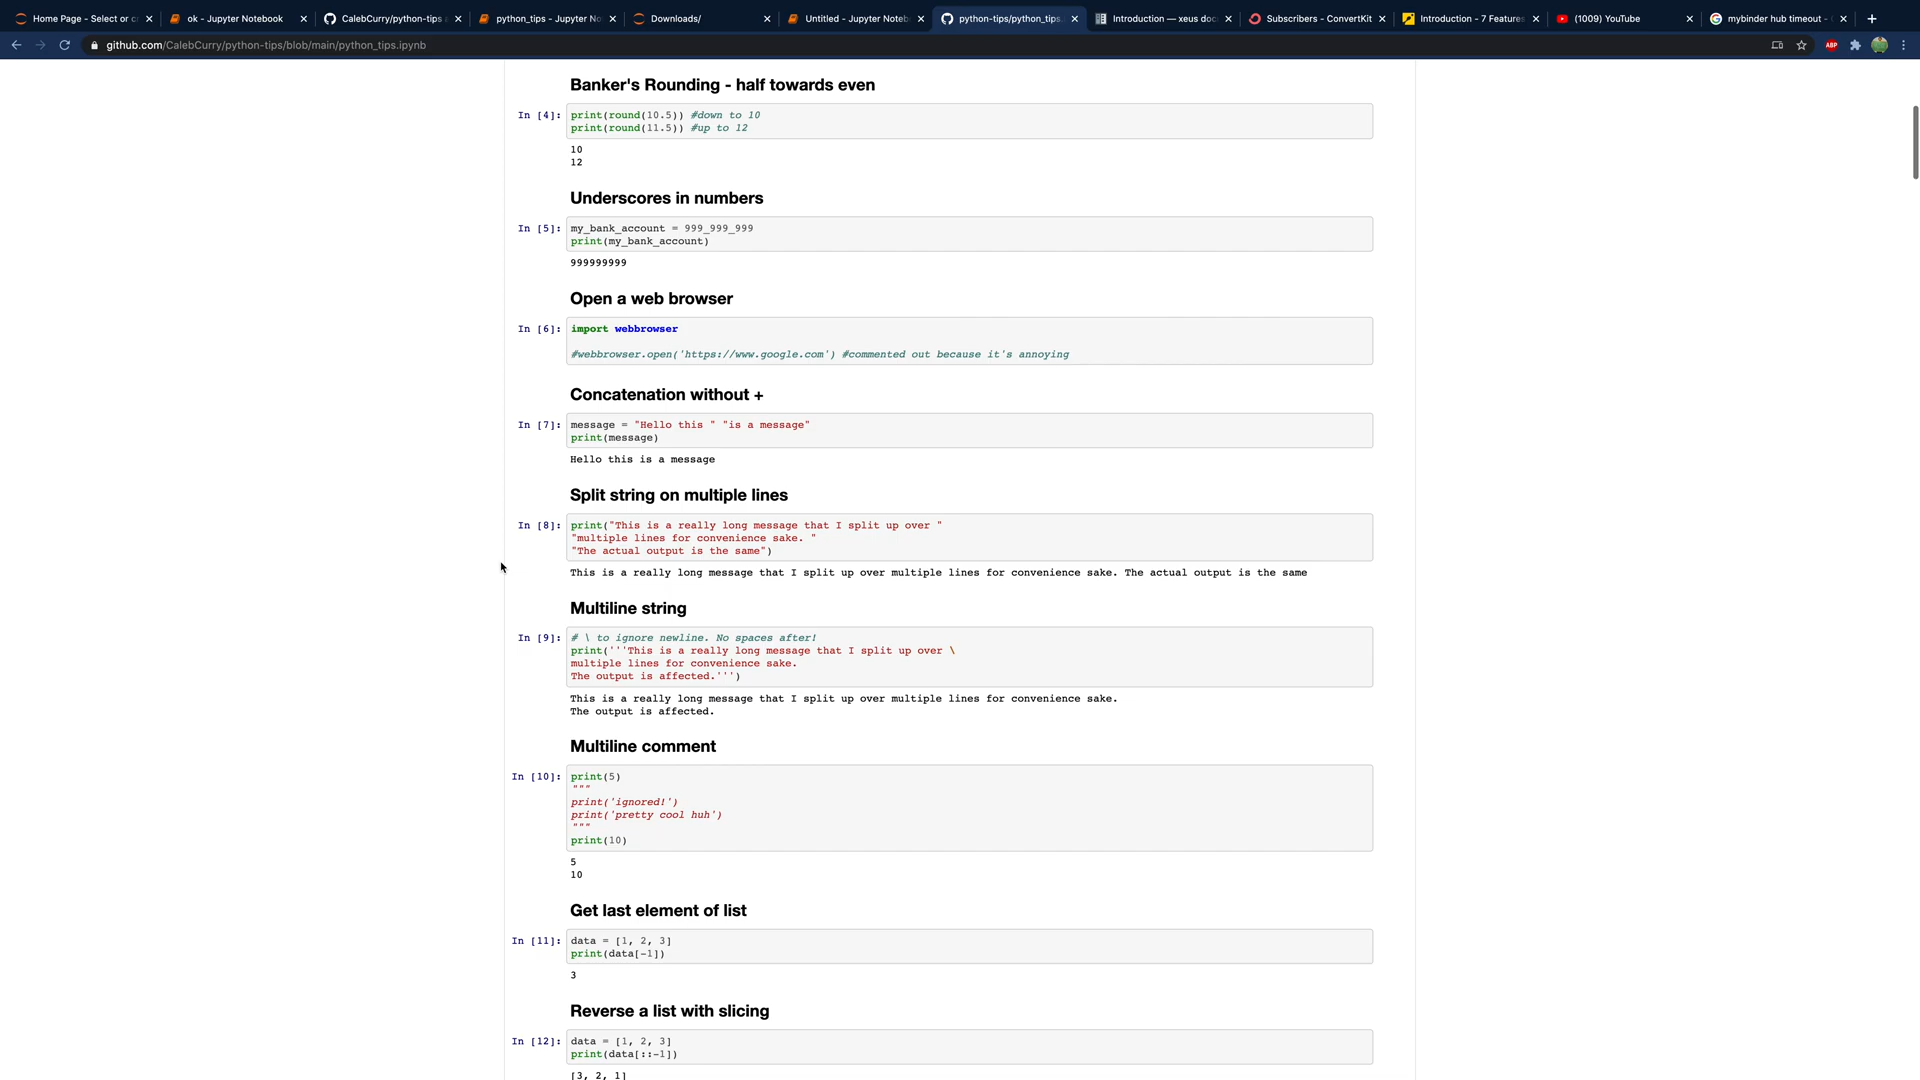 Home Page - Select or c
ok - Jupyter Notebook
CalebCurry/python-tips
python_tips - Jupyter No
Downloads/
Untitled - Jupyter Noteb
python-tips/python_tips.
Introduction — xeus doc
Subscribers - ConvertKit
Introduction - 7 Features
(1009) YouTube
mybinder hub timeout -
github.com/CalebCurry/python-tips/blob/main/python_tips.ipynb
ABP
Banker's Rounding - half towards even
In [4]: print(round(10.5)) #down to 10
print(round(11.5)) #up to 12
10
12
Underscores in numbers
In [5]: my_bank_account = 999_999_999
print(my_bank_account)
999999999
Open a web browser
In [6]: import webbrowser
#webbrowser.open('https://www.google.com') #commented out because it's annoying
Concatenation without +
In [7]: message = "Hello this " "is a message"
print(message)
Hello this is a message
Split string on multiple lines
In [8]: print("This is a really long message that I split up over "
"multiple lines for convenience sake. "
"The actual output is the same")
This is a really long message that I split up over multiple lines for convenience sake. The actual output is the same
Multiline string
In [9]: # \ to ignore newline. No spaces after!
print('''This is a really long message that I split up over \
multiple lines for convenience sake.
The output is affected.''')
This is a really long message that I split up over multiple lines for convenience sake.
The output is affected.
Multiline comment
In [10]: print(5)
"""
print('ignored!')
print('pretty cool huh')
"""
print(10)
5
10
Get last element of list
In [11]: data = [1, 2, 3]
print(data[-1])
3
Reverse a list with slicing
In [12]: data = [1, 2, 3]
print(data[::-1])
[3, 2, 1]